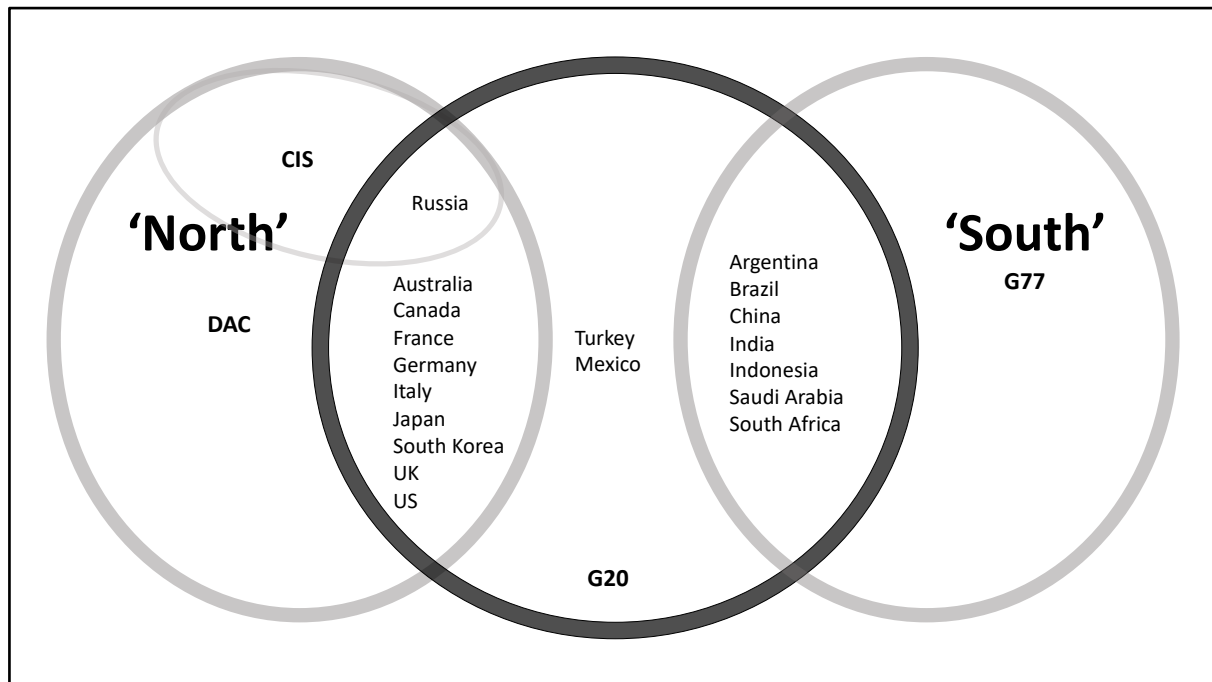 CIS
Russia
‘North’
DAC
Australia
Canada
France
Germany
Italy
Japan
South Korea
UK
US
Turkey
Mexico
G20
‘South’
G77
Argentina
Brazil
China
India
Indonesia
Saudi Arabia
South Africa